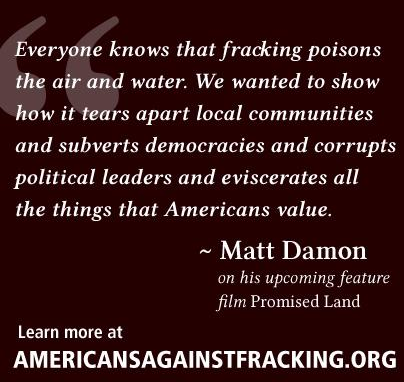 Everyone knows that fracking poisons
the air and water. We wanted to show
how it tears apart local communities
and subverts democracies and corrupts
political leaders and eviscerates all
the things that Americans value.
~ Matt Damon
on his upcoming feature
film Promised Land
Learn more at
AMERICANSAGAINSTFRACKING.ORG